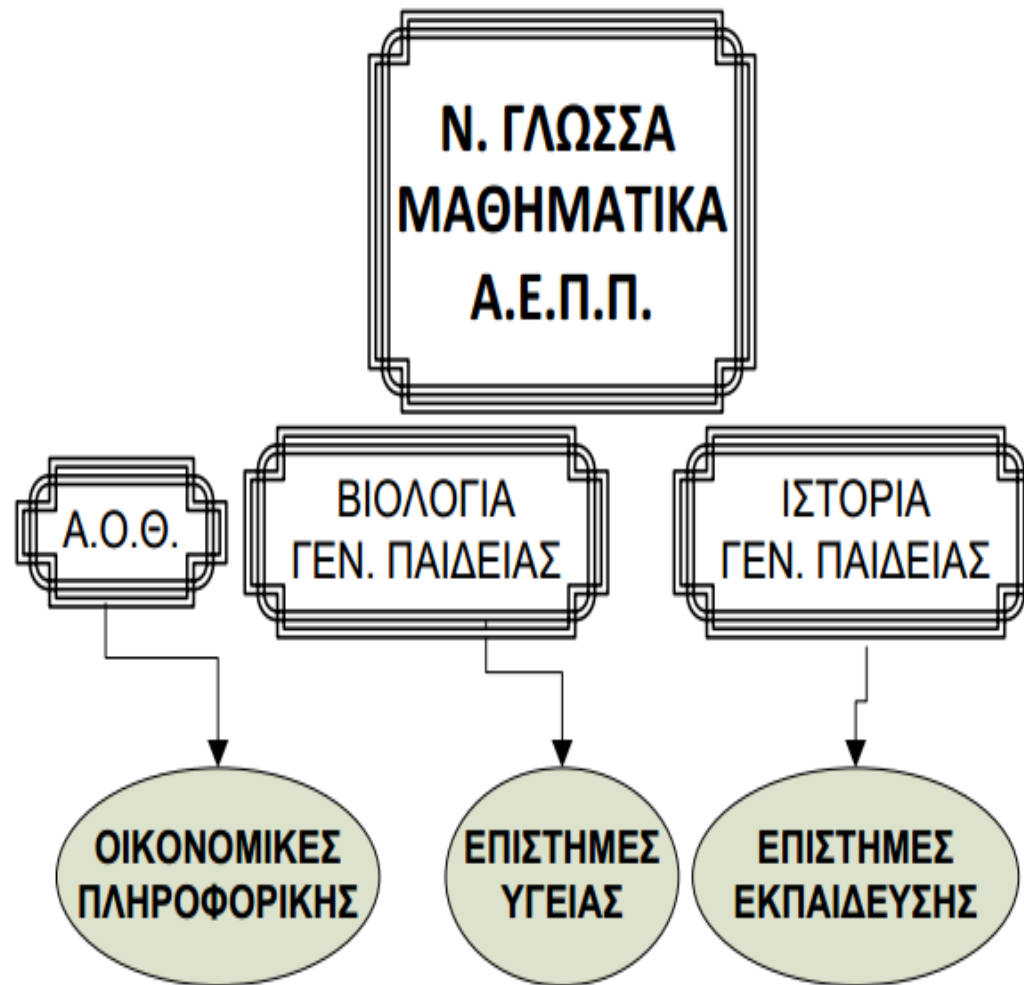 Ν. ΓΛΩΣΣΑ
ΜΑΘΗΜΑΤΙΚΑ
Α.Ε.Π.Π.
Α.Ο.Θ.
ΒΙΟΛΟΓΙΑ
ΓΕΝ. ΠΑΙΔΕΙΑΣ
ΙΣΤΟΡΙΑ
ΓΕΝ. ΠΑΙΔΕΙΑΣ
ΟΙΚΟΝΟΜΙΚΕΣ
ΠΛΗΡΟΦΟΡΙΚΗΣ
ΕΠΙΣΤΗΜΕΣ
ΥΓΕΙΑΣ
ΕΠΙΣΤΗΜΕΣ
ΕΚΠΑΙΔΕΥΣΗΣ